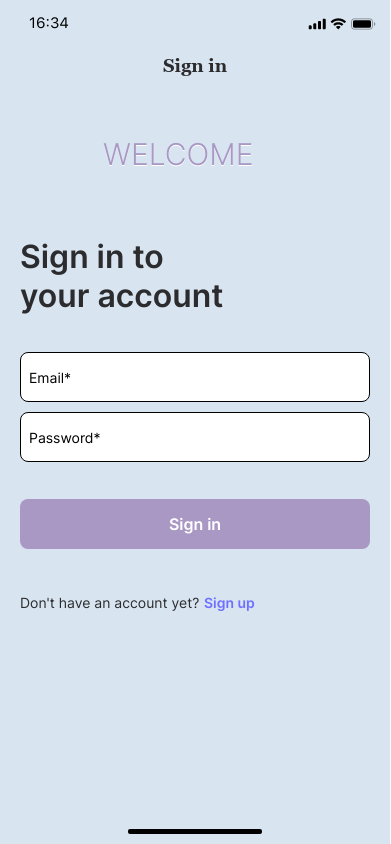 16:34
Sign in
WELCOME
Sign in to
your account
Email*
Password*
Sign in
Don't have an account yet? Sign up